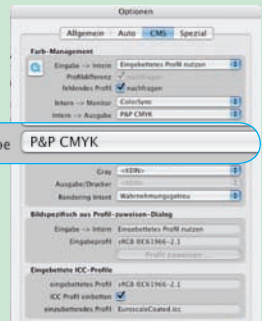 Optionen
Allgemein Auto CMS Spezial
Farb-Management
Eingabe -> Intern Eingebettetes Profil nutzen
Profildifferenz nachfragen
fehlendes Profil nachfragen
Intern -> Monitor ColorSync
Intern -> Ausgabe P&P CMYK
be P&P CMYK
Gray <KEIN>
Ausgabe/Drucker <KEIN>
Rendering Intent Wahrnehmungsgetreu
Bildspezifisch aus Profil-zuweisen-Dialog
Eingabe -> Intern Eingebettetes Profil nutzen
Eingabeprofil sRGB IEC61966-2.1
Profil zuweisen ...
Eingebettete ICC-Profile
eingebettetes Profil sRGB IEC61966-2.1
ICC Profil einbetten
einzubettendes Profil EuroscaleCoated.icc